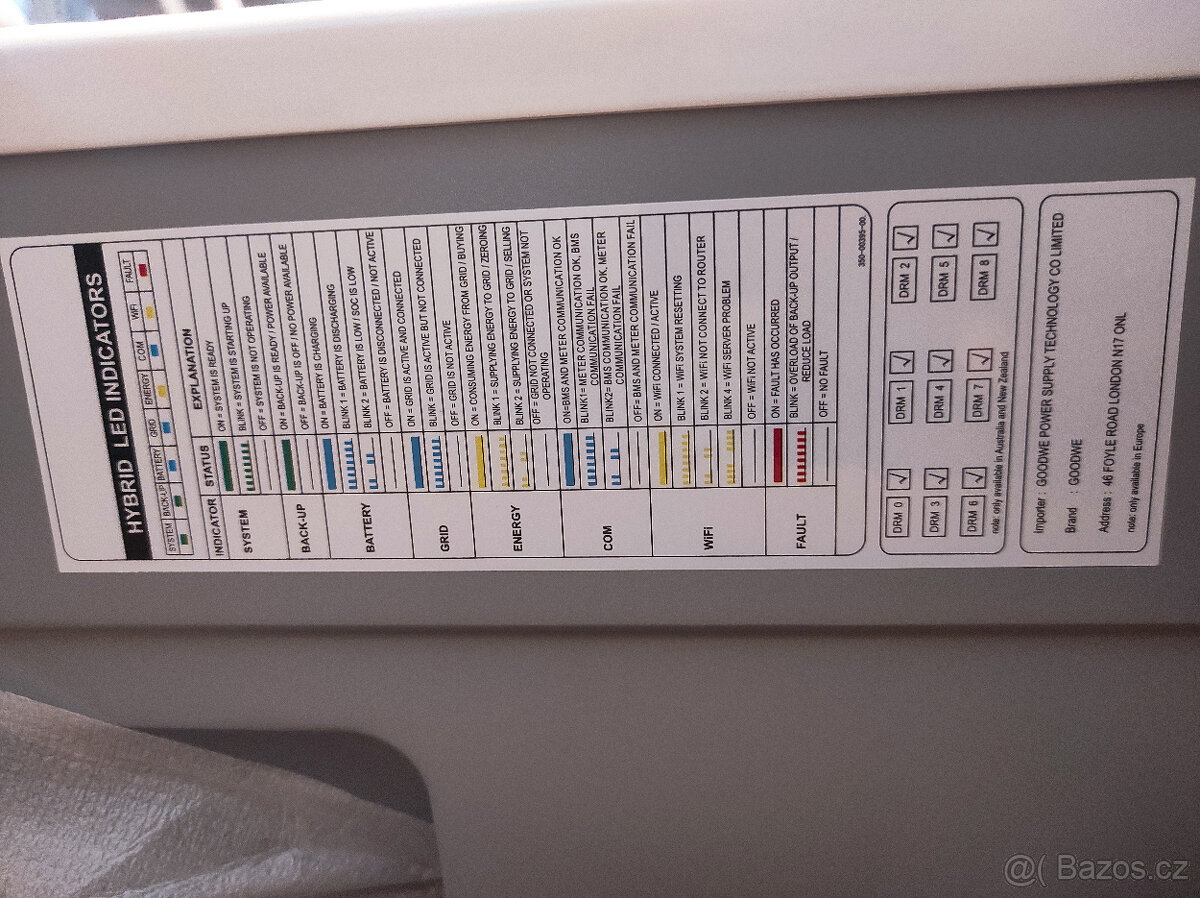 HYBRID LED INDICATORS
SYSTEM BACK-UP BATTERY GRID ENERGY COM WiFi FAULT
INDICATOR STATUS EXPLANATION
SYSTEM
ON = SYSTEM IS READY
BLINK = SYSTEM IS STARTING UP
OFF = SYSTEM IS NOT OPERATING
BACK-UP
ON = BACK-UP IS READY / POWER AVAILABLE
OFF = BACK-UP IS OFF / NO POWER AVAILABLE
BATTERY
ON = BATTERY IS CHARGING
BLINK 1 = BATTERY IS DISCHARGING
BLINK 2 = BATTERY IS LOW / SOC IS LOW
OFF = BATTERY IS DISCONNECTED / NOT ACTIVE
GRID
ON = GRID IS ACTIVE AND CONNECTED
BLINK = GRID IS ACTIVE BUT NOT CONNECTED
OFF = GRID IS NOT ACTIVE
ENERGY
ON = CONSUMING ENERGY FROM GRID / BUYING
BLINK 1 = SUPPLYING ENERGY TO GRID / ZEROING
BLINK 2 = SUPPLYING ENERGY TO GRID / SELLING
OFF = GRID NOT CONNECTED OR SYSTEM NOT
OPERATING
COM
ON=BMS AND METER COMMUNICATION OK
BLINK1= METER COMMUNICATION OK, BMS
COMMUNICATION FAIL
BLINK2= BMS COMMUNICATION OK, METER
COMMUNICATION FAIL
OFF= BMS AND METER COMMUNICATION FAIL
WiFi
ON = WiFi CONNECTED / ACTIVE
BLINK 1 = WiFi SYSTEM RESETTING
BLINK 2 = WiFi NOT CONNECT TO ROUTER
BLINK 4 = WiFi SERVER PROBLEM
OFF = WiFi NOT ACTIVE
FAULT
ON = FAULT HAS OCCURRED
BLINK = OVERLOAD OF BACK-UP OUTPUT /
REDUCE LOAD
OFF = NO FAULT
350-00395-00
DRM 0 ✓ DRM 1 ✓ DRM 2 ✓
DRM 3 ✓ DRM 4 ✓ DRM 5 ✓
DRM 6 ✓ DRM 7 ✓ DRM 8 ✓
note: only available in Australia and New Zealand
Importer : GOODWE POWER SUPPLY TECHNOLOGY CO LIMITED
Brand : GOODWE
Address : 46 FOYLE ROAD LONDON N17 0NL
note: only available in Europe
@( Bazos.cz